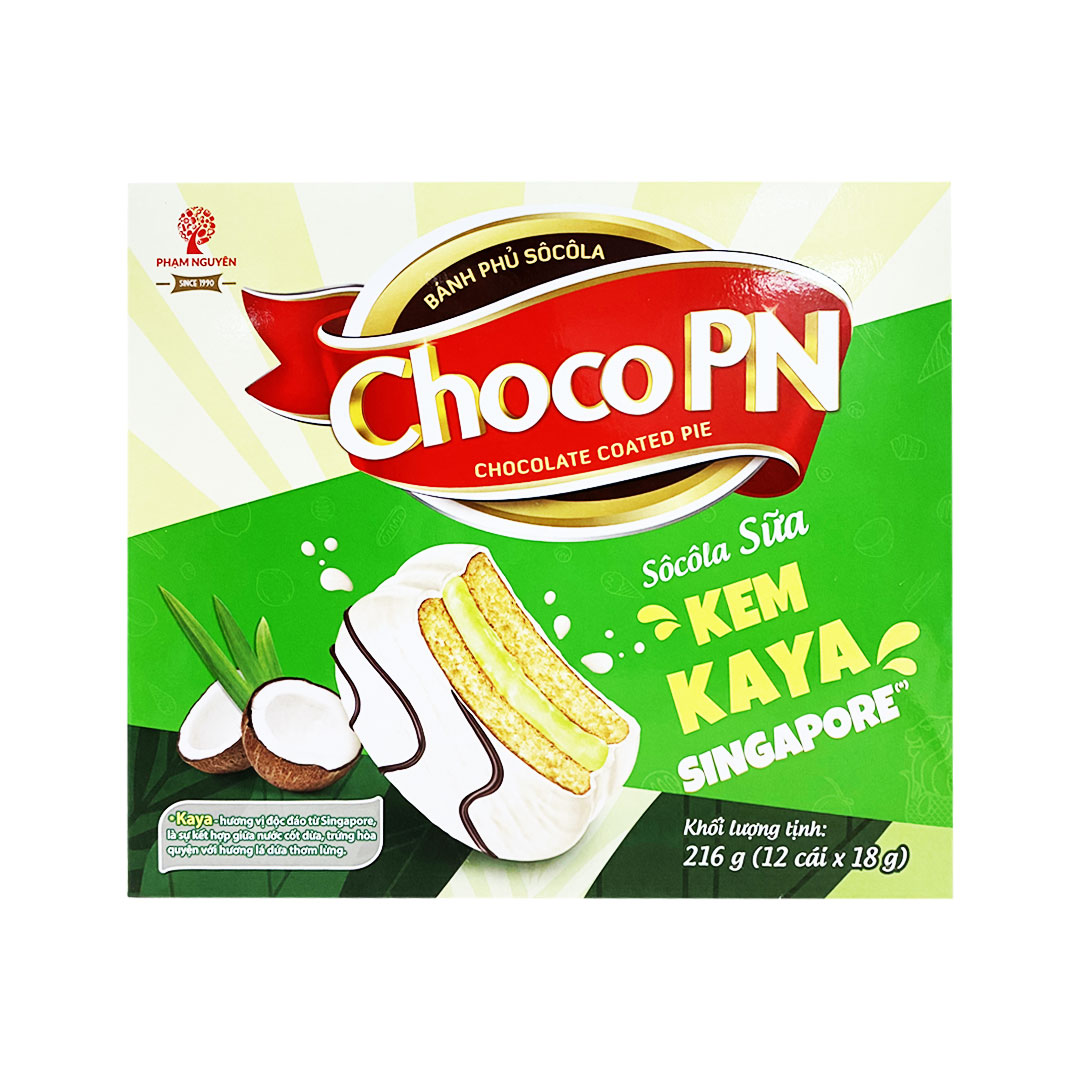 PHẠM NGUYÊN
SINCE 1990
BÁNH PHỦ SÔCÔLA
ChocoPN
CHOCOLATE COATED PIE
Sôcôla Sữa
KEM
KAYA
SINGAPORE(*)
*Kaya - hương vị độc đáo từ Singapore,
là sự kết hợp giữa nước cốt dừa, trứng hòa
quyện với hương lá dứa thơm lừng.
Khối lượng tịnh:
216 g (12 cái x 18 g)